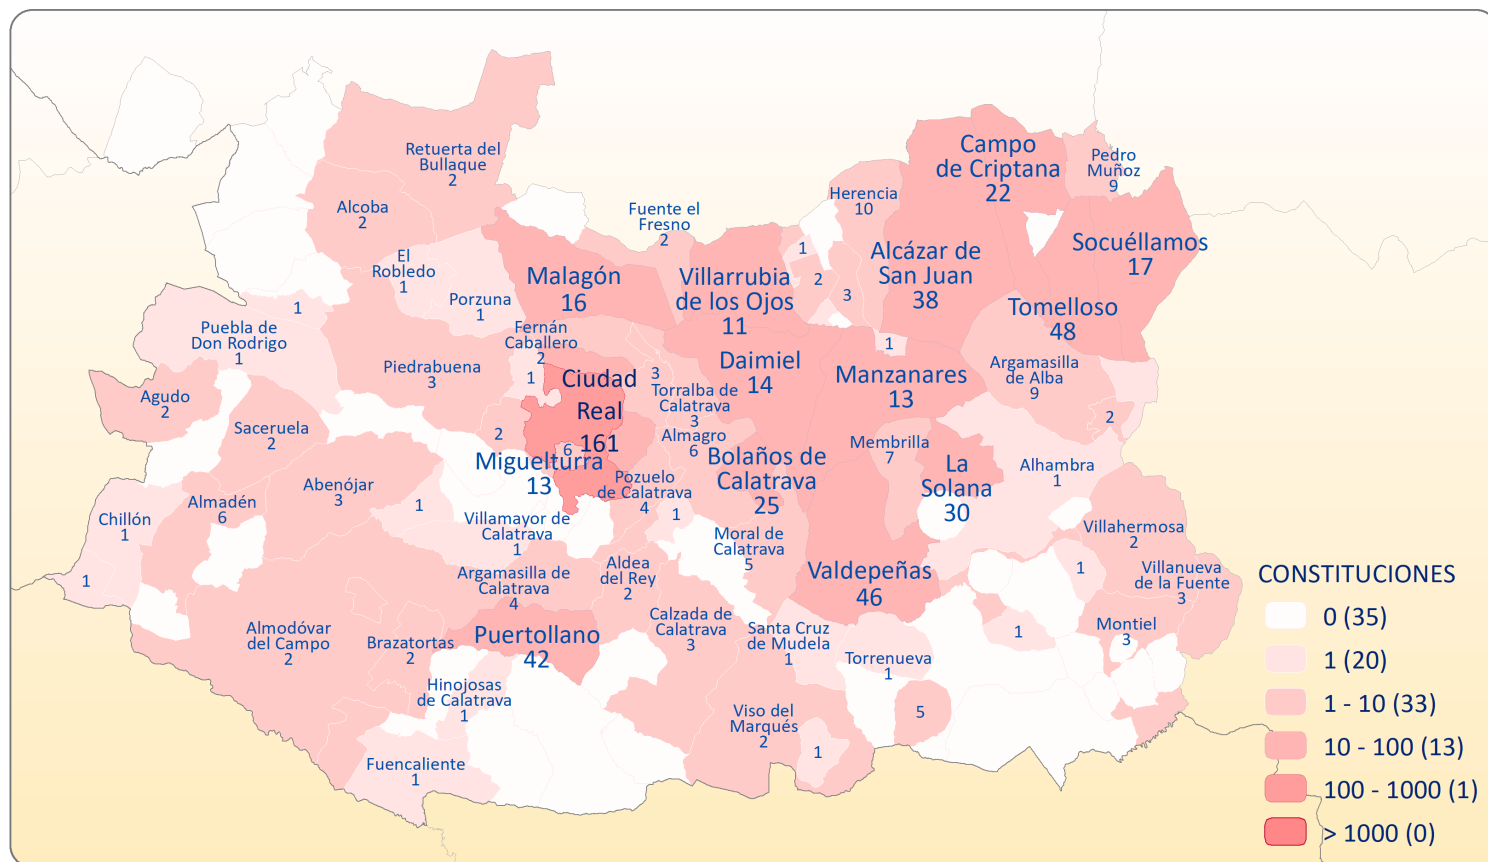 Retuerta del
Bullaque
2
Alcoba
2
El
Robledo
1
Porzuna
1
1
Puebla de
Don Rodrigo
1
Piedrabuena
3
Agudo
2
Saceruela
2
Abenójar
3
Almadén
6
Chillón
1
1
1
2
Fernán
Caballero
2
1
Malagón
16
Fuente el
Fresno
2
Villarrubia
de los Ojos
11
1
2
3
Herencia
10
Alcázar de
San Juan
38
Campo
de Criptana
22
Pedro
Muñoz
9
Socuéllamos
17
Tomelloso
48
Argamasilla
de Alba
9
2
1
Manzanares
13
Daimiel
14
3
Torralba de
Calatrava
3
Ciudad
Real
161
6
Miguelturra
13
Almagro
6
Bolaños de
Calatrava
25
Pozuelo
de Calatrava
4
1
Membrilla
7
La
Solana
30
Alhambra
1
Villamayor de
Calatrava
1
Moral de
Calatrava
5
Argamasilla de
Calatrava
4
Aldea
del Rey
2
Valdepeñas
46
Villahermosa
2
1
Villanueva
de la Fuente
3
Montiel
3
1
Almodóvar
del Campo
2
Brazatortas
2
Puertollano
42
Calzada de
Calatrava
3
Santa Cruz
de Mudela
1
Torrenueva
1
5
Hinojosas
de Calatrava
1
Viso del
Marqués
2
1
Fuencaliente
1
CONSTITUCIONES
0 (35)
1 (20)
1 - 10 (33)
10 - 100 (13)
100 - 1000 (1)
> 1000 (0)